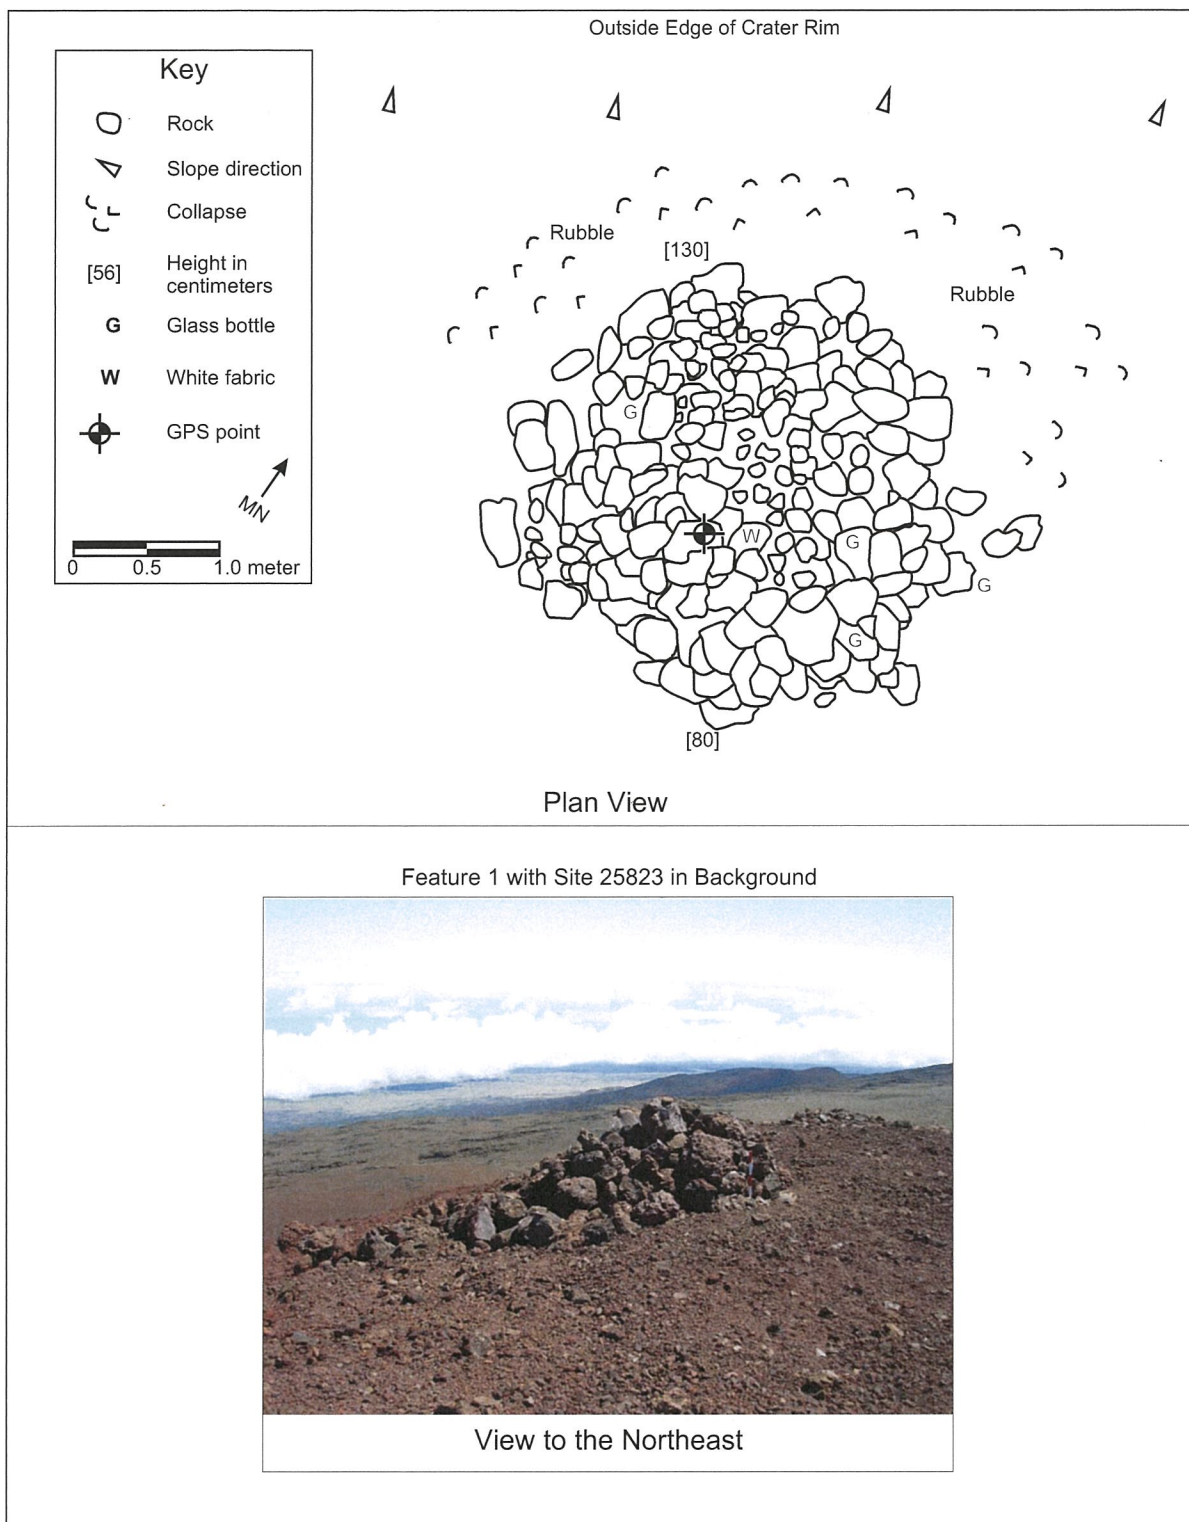 Outside Edge of Crater Rim
Key
Rock
Slope direction
Collapse
[56]
Height in
centimeters
G
Glass bottle
W
White fabric
GPS point
MN
0
0.5
1.0 meter
Rubble
[130]
Rubble
G
W
G
G
G
[80]
Plan View
Feature 1 with Site 25823 in Background
View to the Northeast